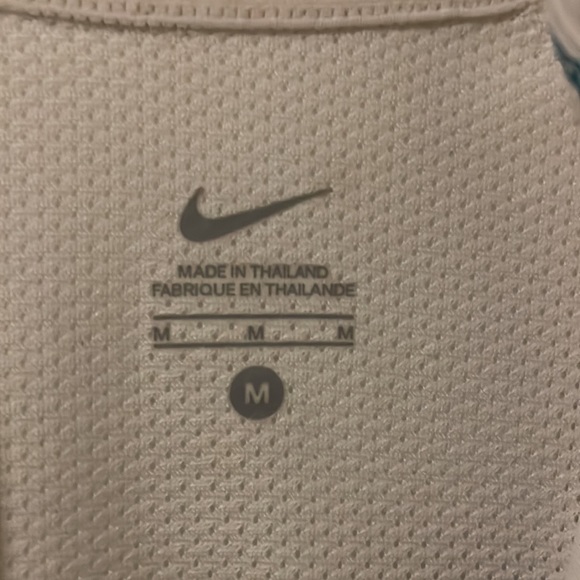 MADE IN THAILAND
FABRIQUE EN THAILANDE
M M M
M